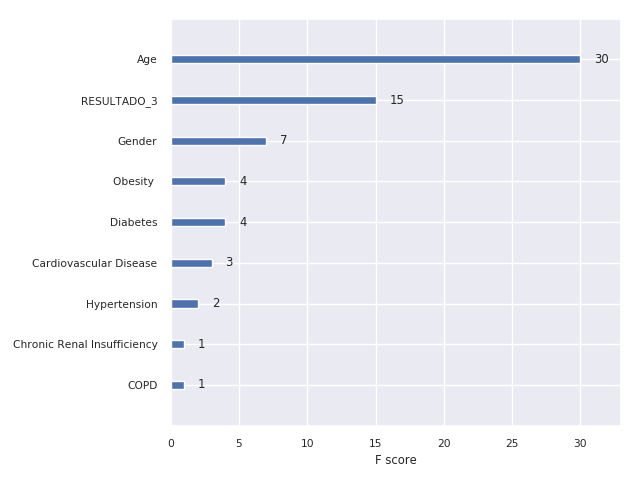 Age 30
RESULTADO_3 15
Gender 7
Obesity 4
Diabetes 4
Cardiovascular Disease 3
Hypertension 2
Chronic Renal Insufficiency 1
COPD 1
0 5 10 15 20 25 30
F score